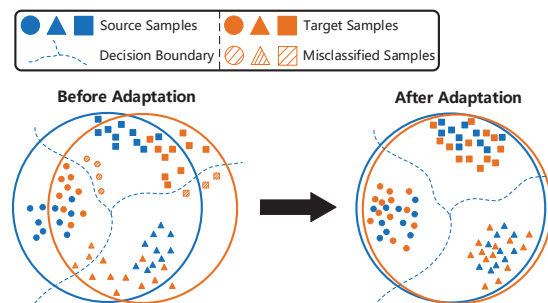 Source Samples
Target Samples
Decision Boundary
Misclassified Samples
Before Adaptation
After Adaptation